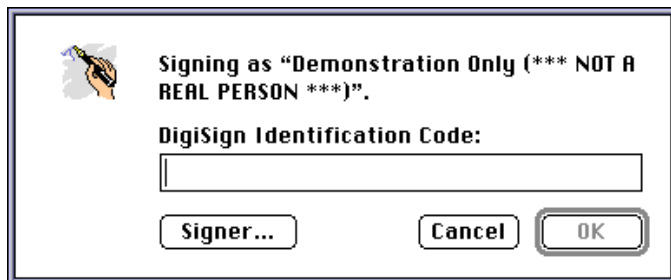 Signing as “Demonstration Only (*** NOT A
REAL PERSON ***)”.
DigiSign Identification Code:
Signer...
Cancel
OK